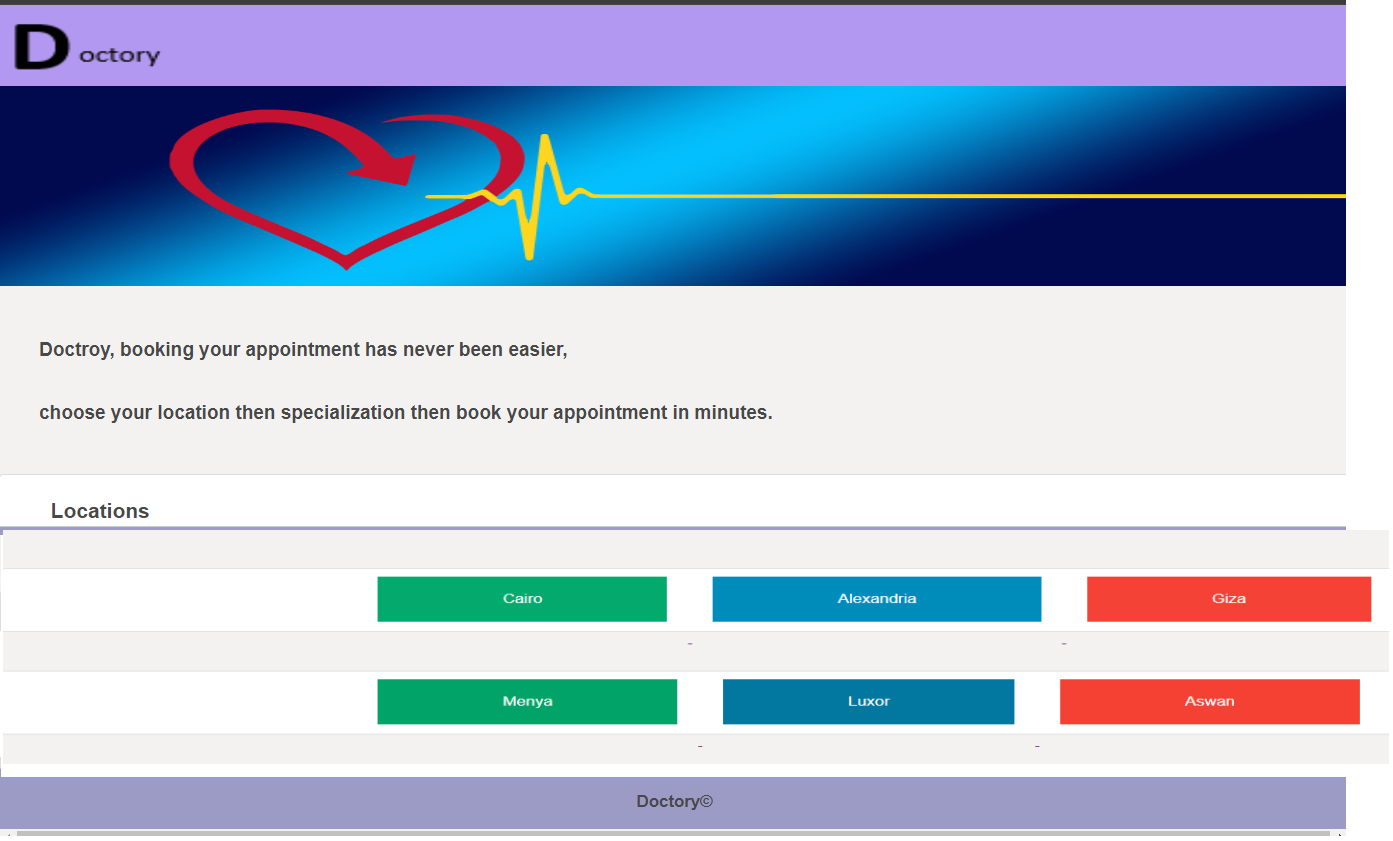 Doctory
Doctroy, booking your appointment has never been easier,
choose your location then specialization then book your appointment in minutes.
Locations
Cairo Alexandria Giza
- -
Menya Luxor Aswan
- -
Doctory©